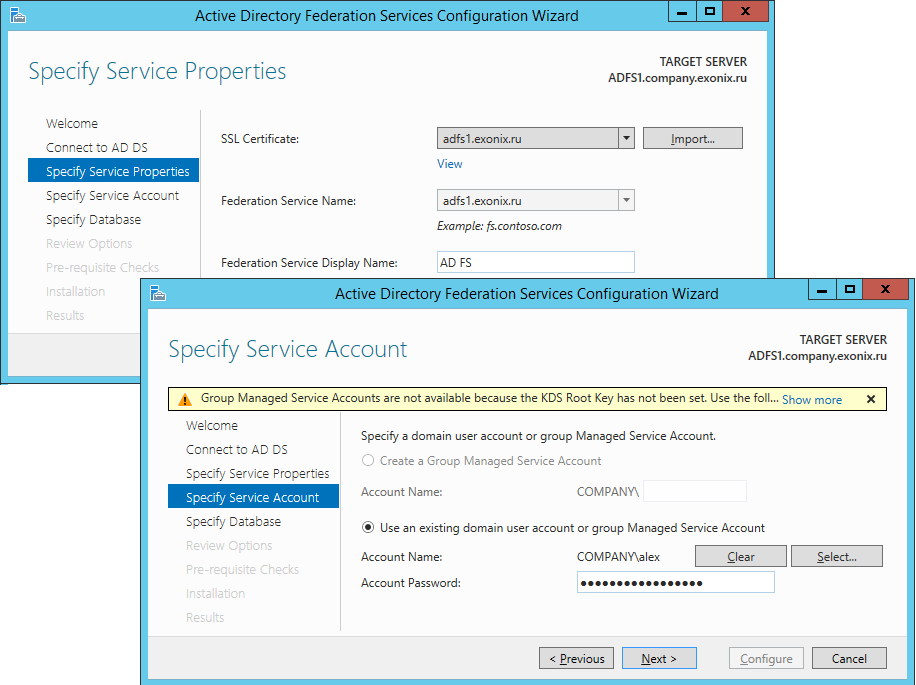 Active Directory Federation Services Configuration Wizard
Specify Service Properties
TARGET SERVER
ADFS1.company.exonix.ru
Welcome
Connect to AD DS
Specify Service Properties
Specify Service Account
Specify Database
Review Options
Pre-requisite Checks
Installation
Results
SSL Certificate:
adfs1.exonix.ru
Import...
View
Federation Service Name:
adfs1.exonix.ru
Example: fs.contoso.com
Federation Service Display Name:
AD FS
Active Directory Federation Services Configuration Wizard
Specify Service Account
TARGET SERVER
ADFS1.company.exonix.ru
Group Managed Service Accounts are not available because the KDS Root Key has not been set. Use the foll... Show more
Welcome
Connect to AD DS
Specify Service Properties
Specify Service Account
Specify Database
Review Options
Pre-requisite Checks
Installation
Results
Specify a domain user account or group Managed Service Account.
Create a Group Managed Service Account
Account Name: COMPANY\
Use an existing domain user account or group Managed Service Account
Account Name: COMPANY\alex Clear Select...
Account Password: ●●●●●●●●●●●●●●●●●
< Previous Next > Configure Cancel